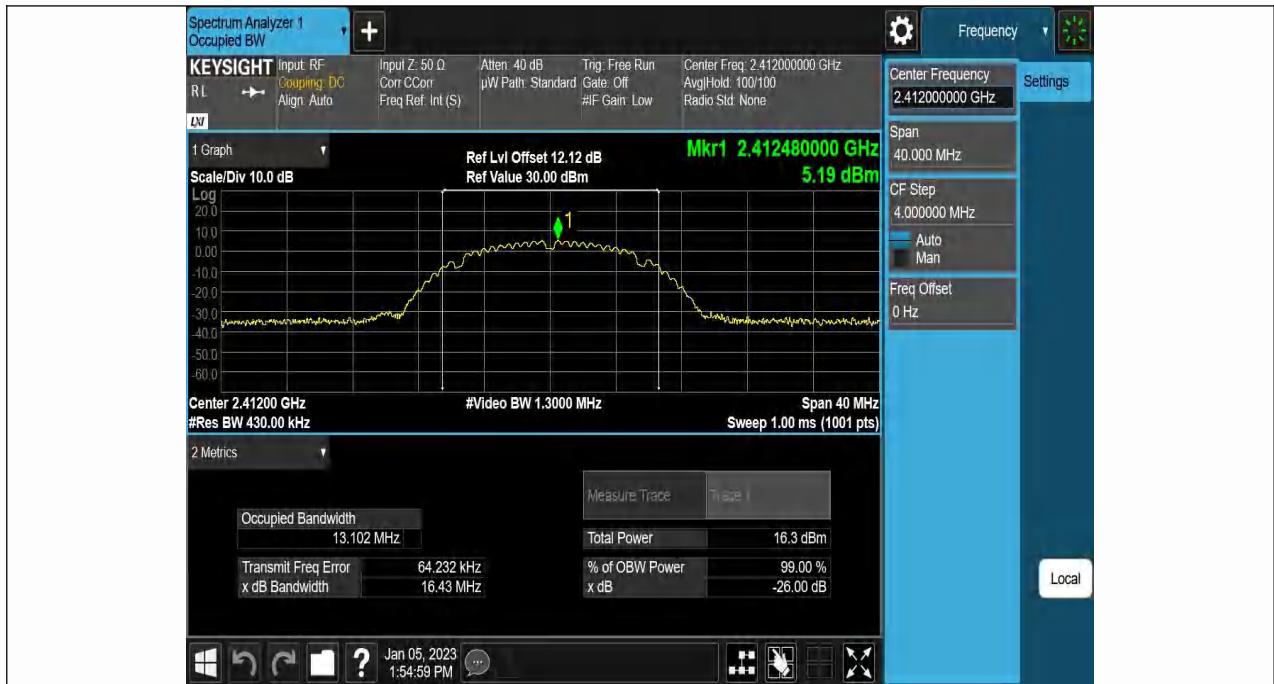 Spectrum Analyzer 1
Occupied BW
+
Frequency
KEYSIGHT
RL
LXI
Input: RF
Coupling: DC
Align: Auto
Input Z: 50 Ω
Corr CCorr
Freq Ref: Int (S)
Atten: 40 dB
µW Path: Standard
Trig: Free Run
Gate: Off
#IF Gain: Low
Center Freq: 2.412000000 GHz
Avg|Hold: 100/100
Radio Std: None
Center Frequency
2.412000000 GHz
Settings
Span
40.000 MHz
CF Step
4.000000 MHz
Auto
Man
Freq Offset
0 Hz
Local
1 Graph
Scale/Div 10.0 dB
Ref Lvl Offset 12.12 dB
Ref Value 30.00 dBm
Mkr1 2.412480000 GHz
5.19 dBm
Log
20.0
10.0
0.00
-10.0
-20.0
-30.0
-40.0
-50.0
-60.0
1
Center 2.41200 GHz
#Res BW 430.00 kHz
#Video BW 1.3000 MHz
Span 40 MHz
Sweep 1.00 ms (1001 pts)
2 Metrics
Measure Trace
Trace 1
Occupied Bandwidth
13.102 MHz
Total Power
16.3 dBm
Transmit Freq Error
64.232 kHz
% of OBW Power
99.00 %
x dB Bandwidth
16.43 MHz
x dB
-26.00 dB
?
Jan 05, 2023
1:54:59 PM